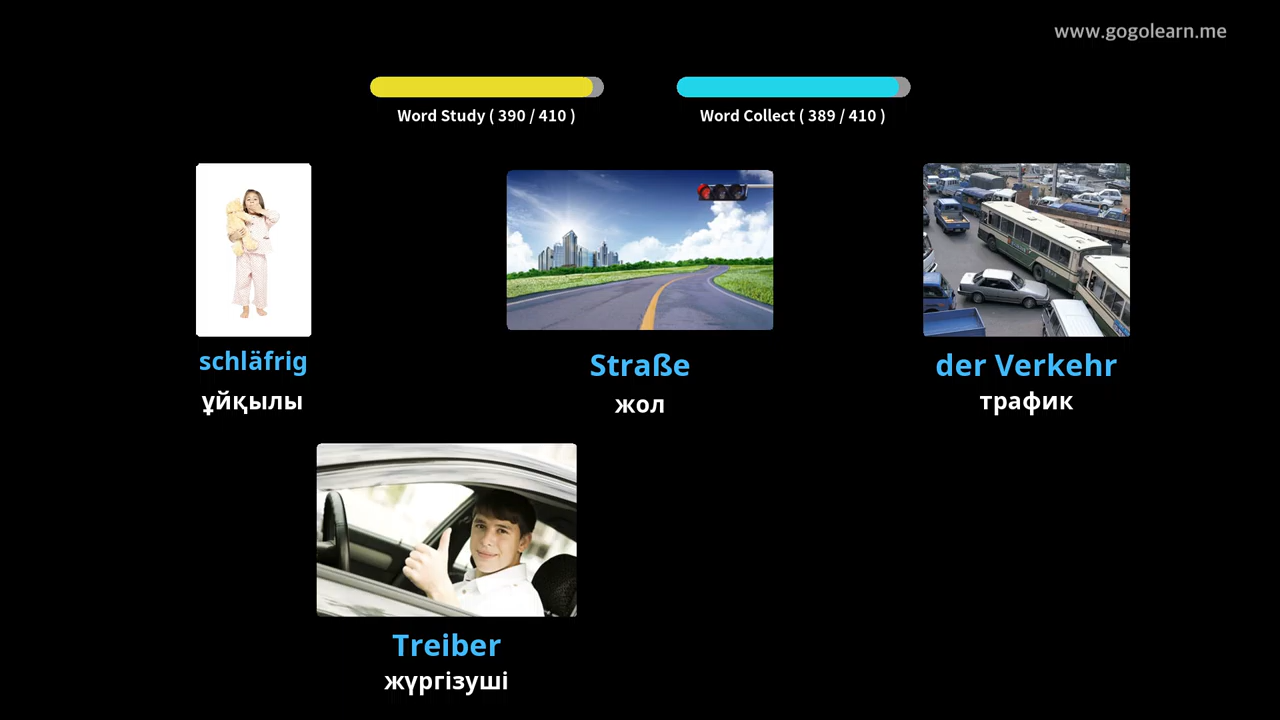 www.gogolearn.me
Word Study ( 390 / 410 )
Word Collect ( 389 / 410 )
schläfrig
ұйқылы
Straße
жол
der Verkehr
трафик
Treiber
жүргізуші